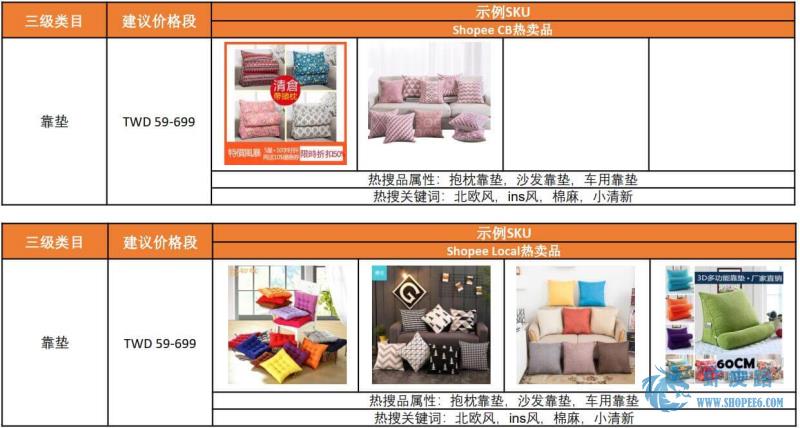 三级类目
建议价格段
示例SKU
Shopee CB热卖品
靠垫
TWD 59-699
清倉
帶頭枕
特價風暴
限時折扣50%
热搜品属性：抱枕靠垫，沙发靠垫，车用靠垫
热搜关键词：北欧风，ins风，棉麻，小清新
三级类目
建议价格段
示例SKU
Shopee Local热卖品
靠垫
TWD 59-699
3D多功能靠墊·厂家直銷
60CM
热搜品属性：抱枕靠垫，沙发靠垫，车用靠垫
热搜关键词：北欧风，ins风，棉麻，小清新
WWW.SHOPEE6.COM